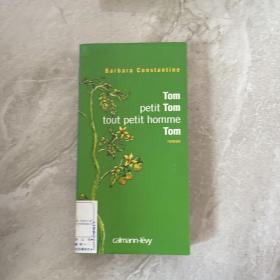 Barbara Constantine
Tom
petit Tom
tout petit homme
Tom
roman
calmann-lévy